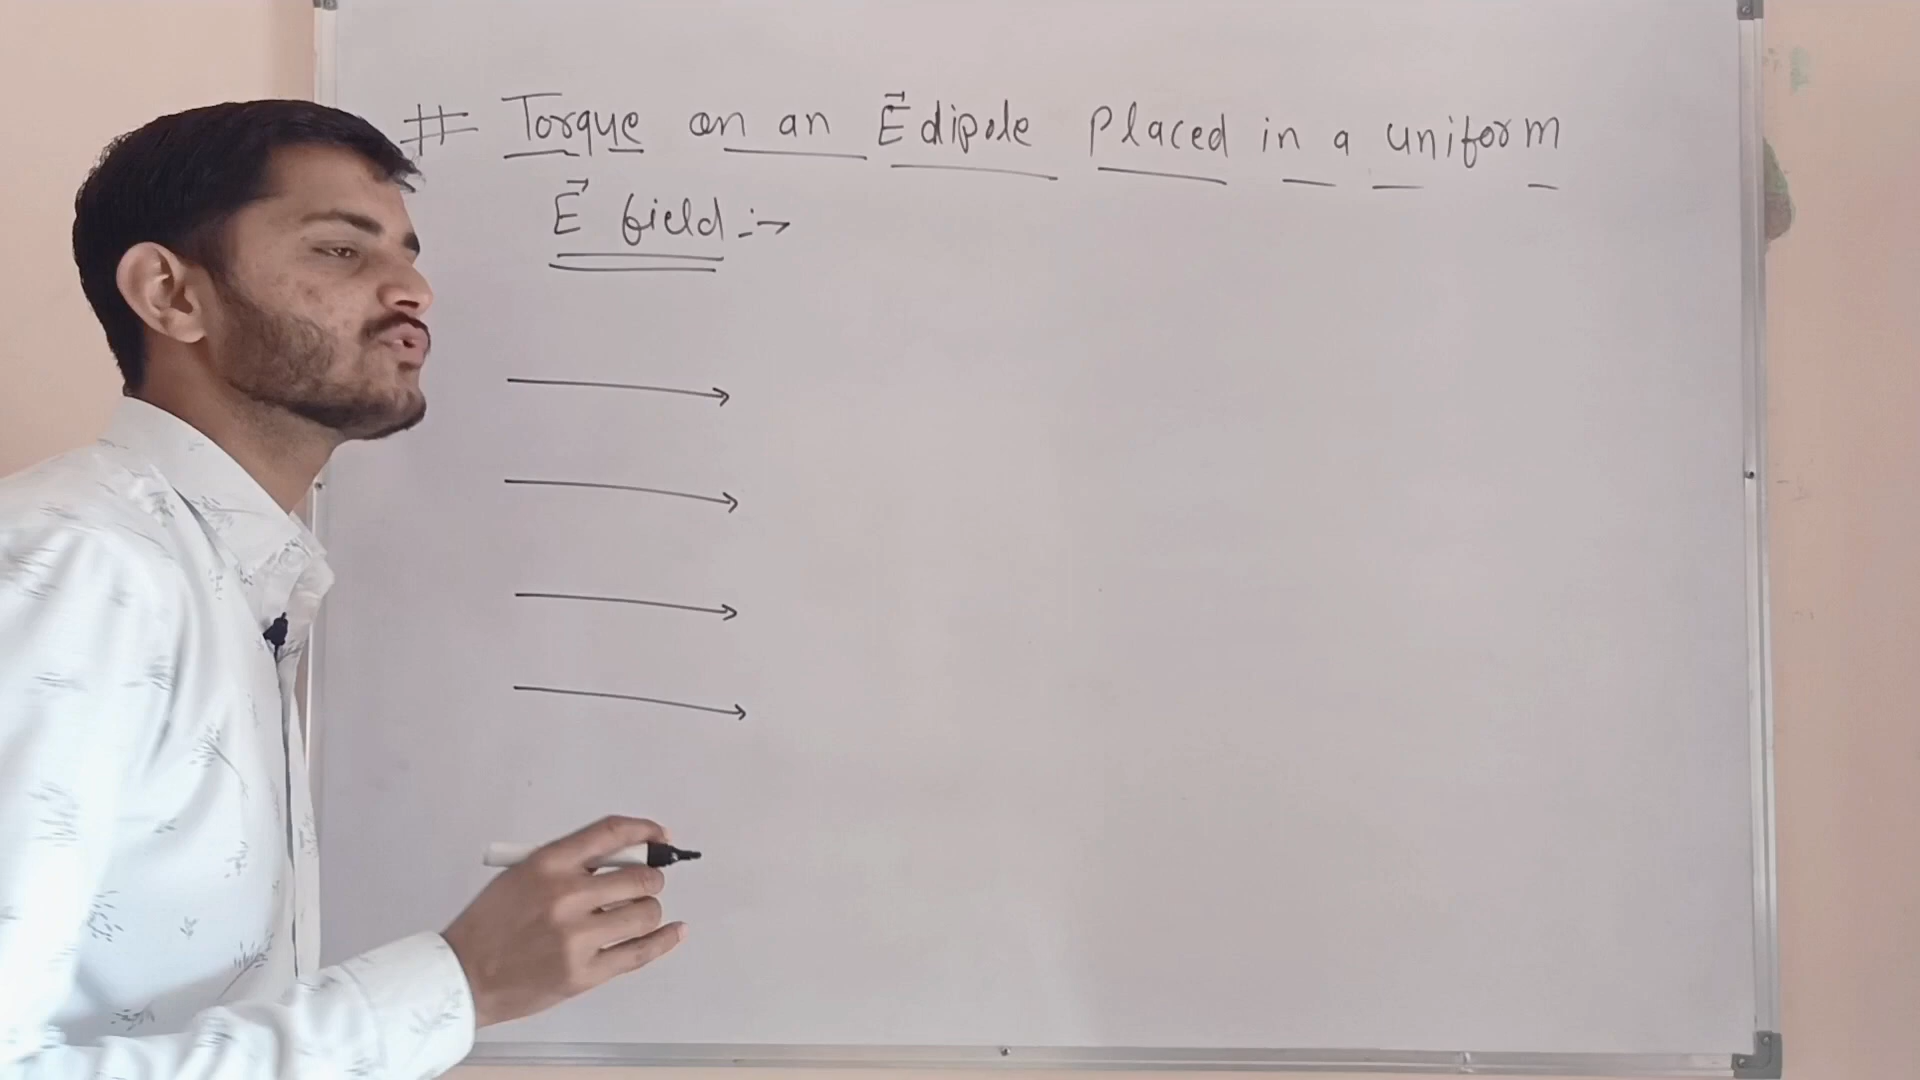 # Torque on an E⃗ dipole placed in a uniform
E⃗ field :→